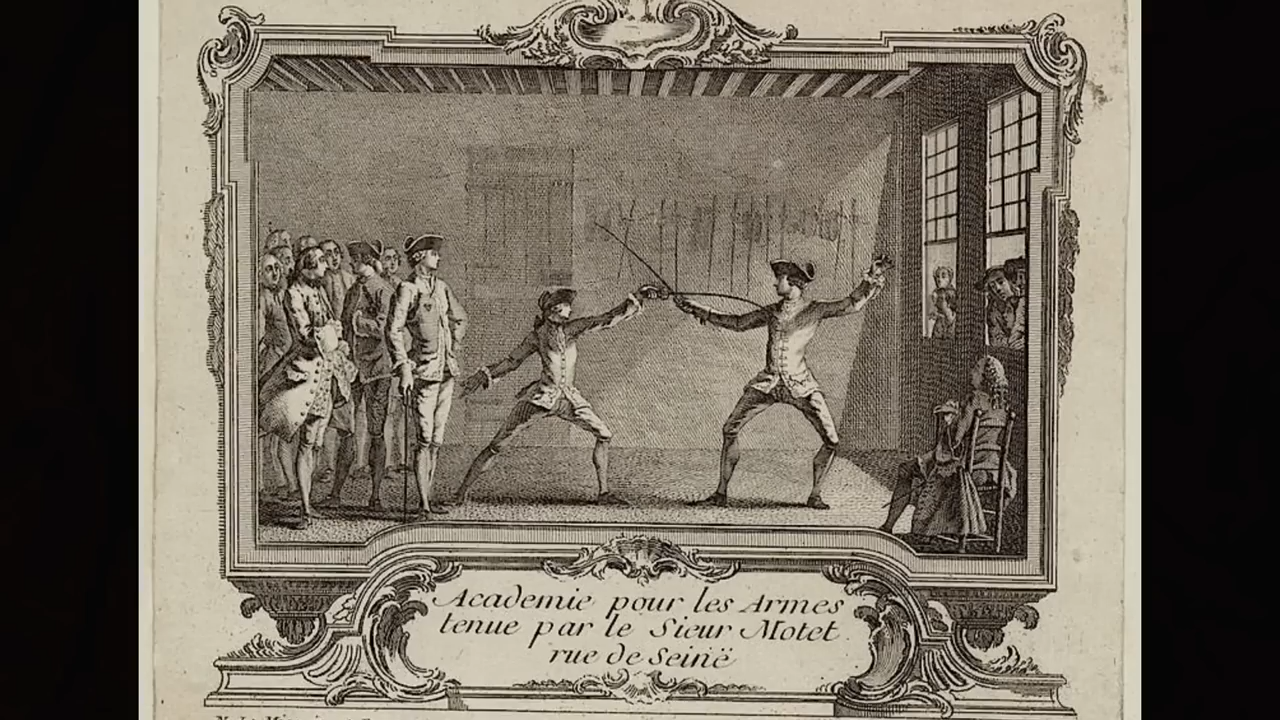 Academie pour les Armes
tenue par le Sieur Motet
rue de Seinë